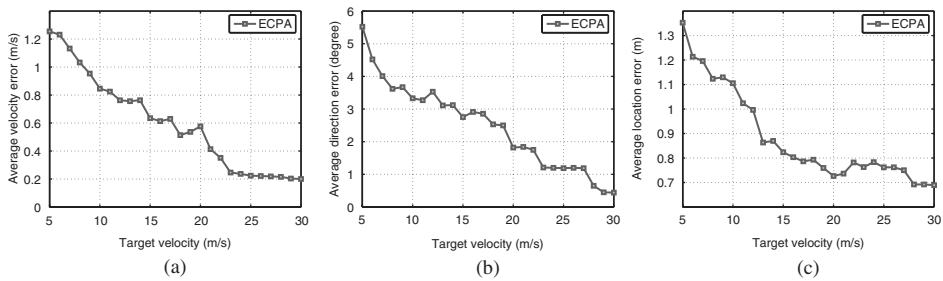 ECPA
1.2
1
0.8
0.6
0.4
0.2
0
5 10 15 20 25 30
Average velocity error (m/s)
Target velocity (m/s)
(a)
ECPA
6
5
4
3
2
1
0
5 10 15 20 25 30
Average direction error (degree)
Target velocity (m/s)
(b)
ECPA
1.3
1.2
1.1
1
0.9
0.8
0.7
5 10 15 20 25 30
Average location error (m)
Target velocity (m/s)
(c)